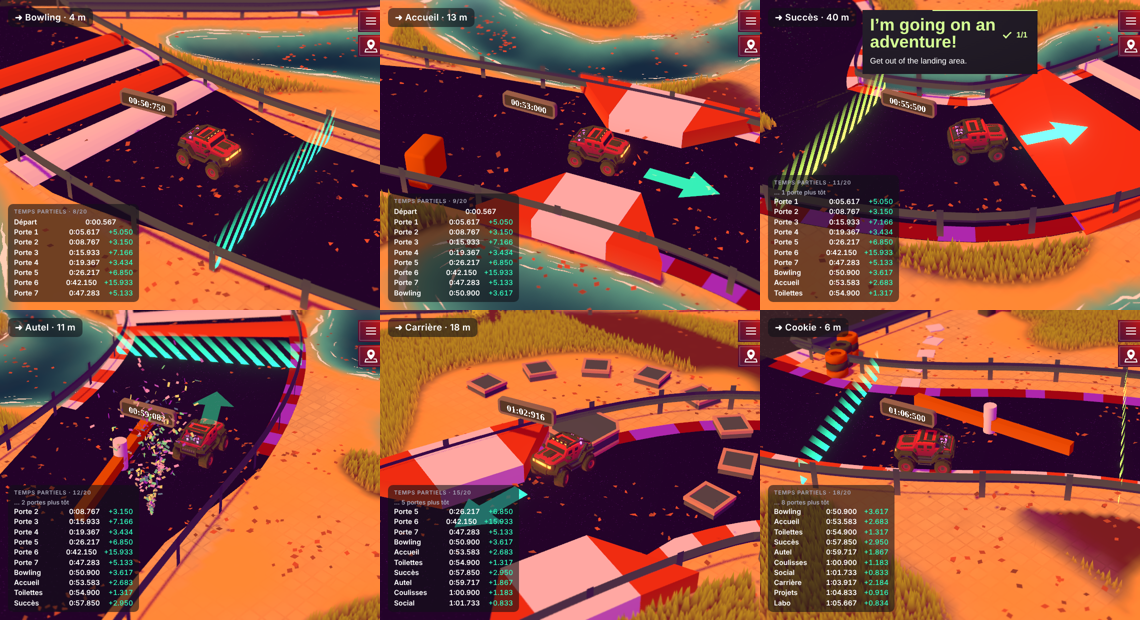 ➜ Bowling · 4 m
00:50:750
TEMPS PARTIELS · 8/20
Départ 0:00.567
Porte 1 0:05.617 +5.050
Porte 2 0:08.767 +3.150
Porte 3 0:15.933 +7.166
Porte 4 0:19.367 +3.434
Porte 5 0:26.217 +6.850
Porte 6 0:42.150 +15.933
Porte 7 0:47.283 +5.133
➜ Accueil · 13 m
00:53:000
TEMPS PARTIELS · 9/20
Départ 0:00.567
Porte 1 0:05.617 +5.050
Porte 2 0:08.767 +3.150
Porte 3 0:15.933 +7.166
Porte 4 0:19.367 +3.434
Porte 5 0:26.217 +6.850
Porte 6 0:42.150 +15.933
Porte 7 0:47.283 +5.133
Bowling 0:50.900 +3.617
➜ Succès · 40 m
I'm going on an
adventure!
1/1
Get out of the landing area.
00:55:500
TEMPS PARTIELS · 11/20
… 1 porte plus tôt
Porte 1 0:05.617 +5.050
Porte 2 0:08.767 +3.150
Porte 3 0:15.933 +7.166
Porte 4 0:19.367 +3.434
Porte 5 0:26.217 +6.850
Porte 6 0:42.150 +15.933
Porte 7 0:47.283 +5.133
Bowling 0:50.900 +3.617
Accueil 0:53.583 +2.683
Toilettes 0:54.900 +1.317
➜ Autel · 11 m
00:59:083
TEMPS PARTIELS · 12/20
… 2 portes plus tôt
Porte 2 0:08.767 +3.150
Porte 3 0:15.933 +7.166
Porte 4 0:19.367 +3.434
Porte 5 0:26.217 +6.850
Porte 6 0:42.150 +15.933
Porte 7 0:47.283 +5.133
Bowling 0:50.900 +3.617
Accueil 0:53.583 +2.683
Toilettes 0:54.900 +1.317
Succès 0:57.850 +2.950
➜ Carrière · 18 m
01:02:916
TEMPS PARTIELS · 15/20
… 5 portes plus tôt
Porte 5 0:26.217 +6.850
Porte 6 0:42.150 +15.933
Porte 7 0:47.283 +5.133
Bowling 0:50.900 +3.617
Accueil 0:53.583 +2.683
Toilettes 0:54.900 +1.317
Succès 0:57.850 +2.950
Autel 0:59.717 +1.867
Coulisses 1:00.900 +1.183
Social 1:01.733 +0.833
➜ Cookie · 6 m
01:06:500
TEMPS PARTIELS · 18/20
… 8 portes plus tôt
Bowling 0:50.900 +3.617
Accueil 0:53.583 +2.683
Toilettes 0:54.900 +1.317
Succès 0:57.850 +2.950
Autel 0:59.717 +1.867
Coulisses 1:00.900 +1.183
Social 1:01.733 +0.833
Carrière 1:03.917 +2.184
Projets 1:04.833 +0.916
Labo 1:05.667 +0.834